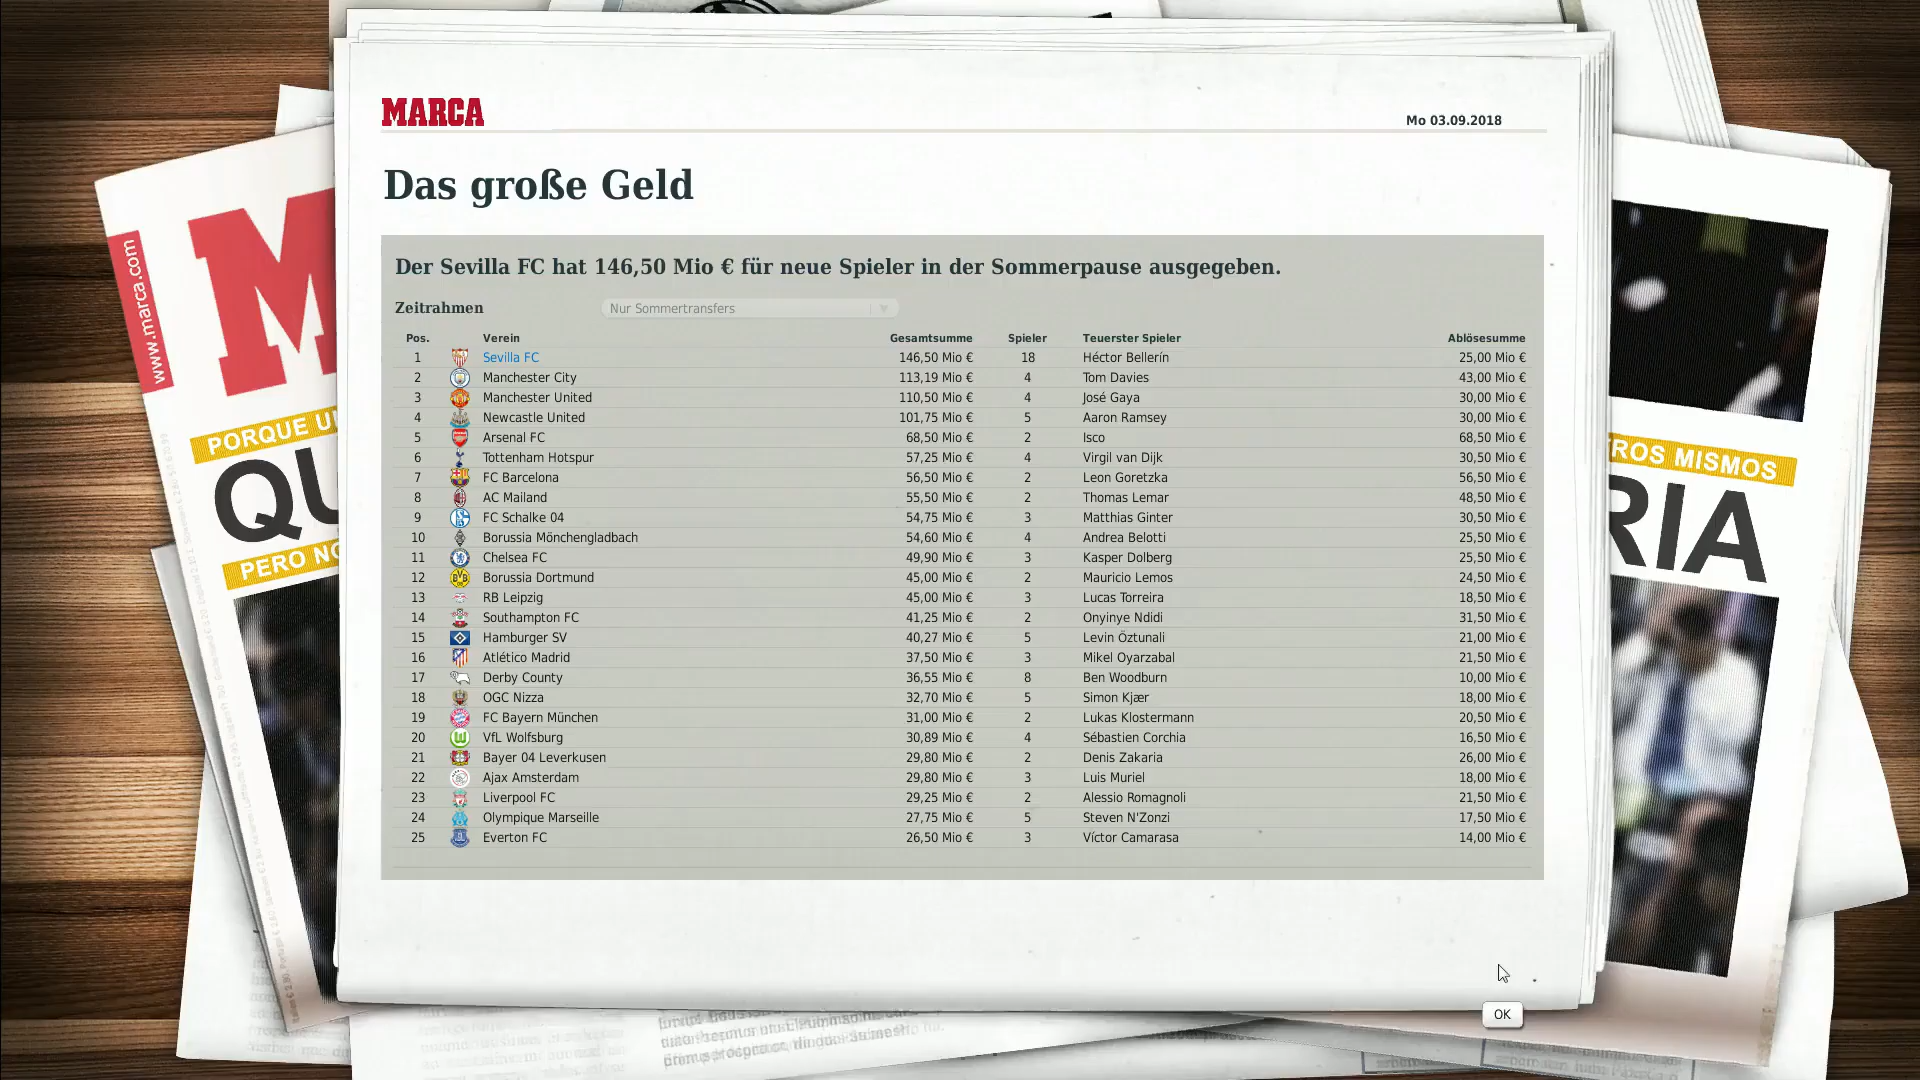 MARCA
Mo 03.09.2018
Das große Geld
Der Sevilla FC hat 146,50 Mio € für neue Spieler in der Sommerpause ausgegeben.
Zeitrahmen Nur Sommertransfers
Pos. Verein Gesamtsumme Spieler Teuerster Spieler Ablösesumme
1 Sevilla FC 146,50 Mio € 18 Héctor Bellerín 25,00 Mio €
2 Manchester City 113,19 Mio € 4 Tom Davies 43,00 Mio €
3 Manchester United 110,50 Mio € 4 José Gaya 30,00 Mio €
4 Newcastle United 101,75 Mio € 5 Aaron Ramsey 30,00 Mio €
5 Arsenal FC 68,50 Mio € 2 Isco 68,50 Mio €
6 Tottenham Hotspur 57,25 Mio € 4 Virgil van Dijk 30,50 Mio €
7 FC Barcelona 56,50 Mio € 2 Leon Goretzka 56,50 Mio €
8 AC Mailand 55,50 Mio € 2 Thomas Lemar 48,50 Mio €
9 FC Schalke 04 54,75 Mio € 3 Matthias Ginter 30,50 Mio €
10 Borussia Mönchengladbach 54,60 Mio € 4 Andrea Belotti 25,50 Mio €
11 Chelsea FC 49,90 Mio € 3 Kasper Dolberg 25,50 Mio €
12 Borussia Dortmund 45,00 Mio € 2 Mauricio Lemos 24,50 Mio €
13 RB Leipzig 45,00 Mio € 3 Lucas Torreira 18,50 Mio €
14 Southampton FC 41,25 Mio € 2 Onyinye Ndidi 31,50 Mio €
15 Hamburger SV 40,27 Mio € 5 Levin Öztunali 21,00 Mio €
16 Atlético Madrid 37,50 Mio € 3 Mikel Oyarzabal 21,50 Mio €
17 Derby County 36,55 Mio € 8 Ben Woodburn 10,00 Mio €
18 OGC Nizza 32,70 Mio € 5 Simon Kjær 18,00 Mio €
19 FC Bayern München 31,00 Mio € 2 Lukas Klostermann 20,50 Mio €
20 VfL Wolfsburg 30,89 Mio € 4 Sébastien Corchia 16,50 Mio €
21 Bayer 04 Leverkusen 29,80 Mio € 2 Denis Zakaria 26,00 Mio €
22 Ajax Amsterdam 29,80 Mio € 3 Luis Muriel 18,00 Mio €
23 Liverpool FC 29,25 Mio € 2 Alessio Romagnoli 21,50 Mio €
24 Olympique Marseille 27,75 Mio € 5 Steven N'Zonzi 17,50 Mio €
25 Everton FC 26,50 Mio € 3 Víctor Camarasa 14,00 Mio €
OK
www.marca.com
M
PORQUE U
QU
PERO NO
ROS MISMOS
RIA